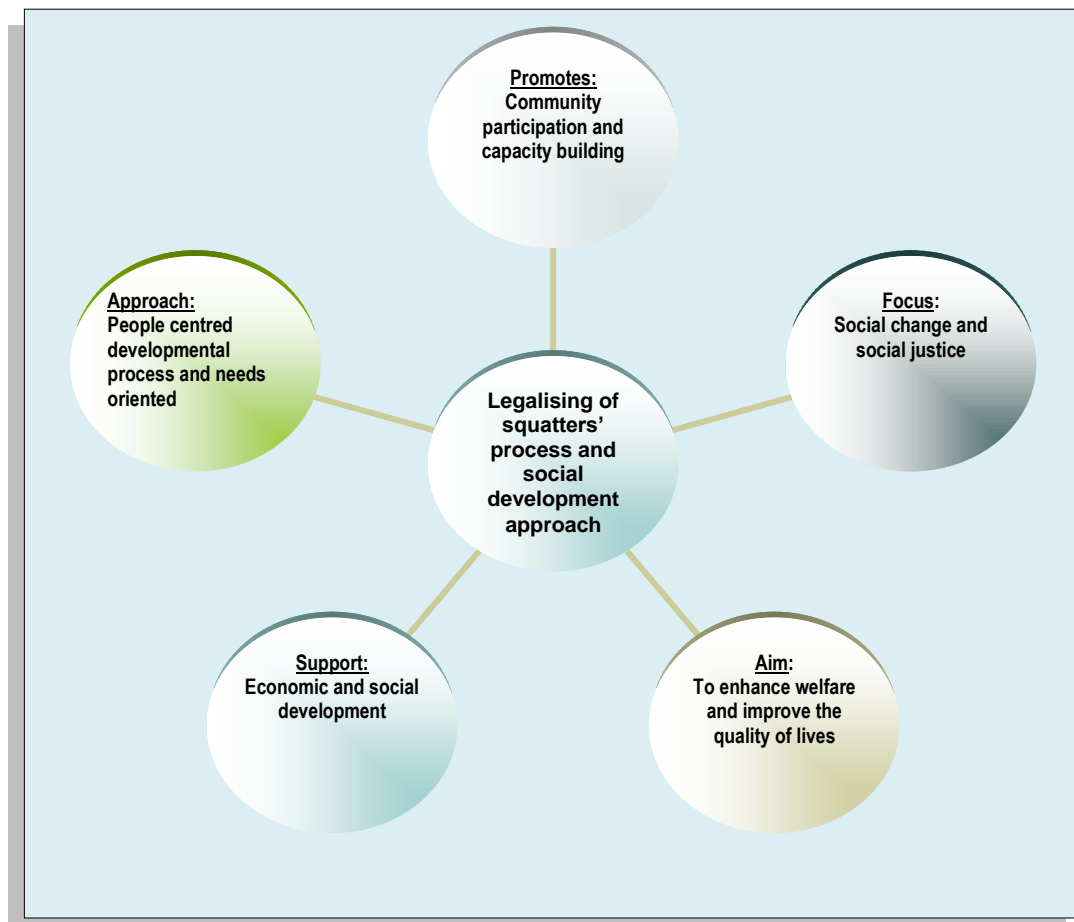 Promotes:
Community
participation and
capacity building
Approach:
People centred
developmental
process and needs
oriented
Focus:
Social change and
social justice
Legalising of
squatters’
process and
social
development
approach
Support:
Economic and social
development
Aim:
To enhance welfare
and improve the
quality of lives